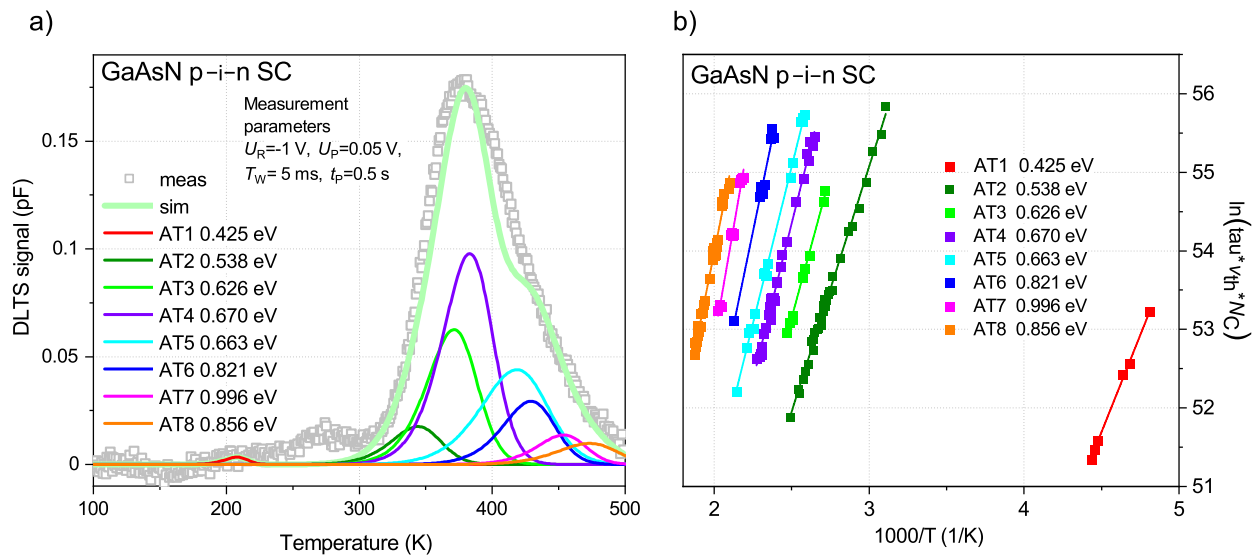 a)
GaAsN p−i−n SC
Measurement
parameters
U_R=-1 V, U_P=0.05 V,
T_W= 5 ms, t_P=0.5 s
meas
sim
AT1 0.425 eV
AT2 0.538 eV
AT3 0.626 eV
AT4 0.670 eV
AT5 0.663 eV
AT6 0.821 eV
AT7 0.996 eV
AT8 0.856 eV
DLTS signal (pF)
0.15
0.1
0.05
0
100
200
300
400
500
Temperature (K)
b)
GaAsN p−i−n SC
AT1 0.425 eV
AT2 0.538 eV
AT3 0.626 eV
AT4 0.670 eV
AT5 0.663 eV
AT6 0.821 eV
AT7 0.996 eV
AT8 0.856 eV
56
55
54
53
52
51
ln(tau*v_th*N_C)
2
3
4
5
1000/T (1/K)